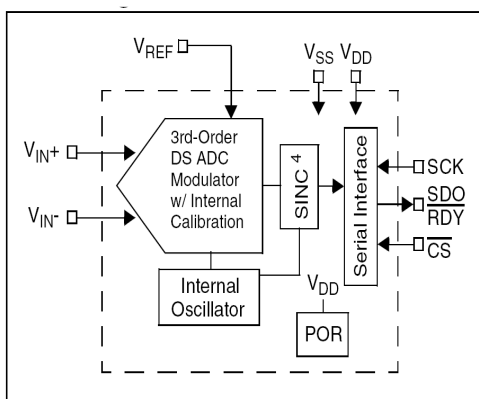 VREF
VSS
VDD
VIN+
VIN-
3rd-Order
DS ADC
Modulator
w/ Internal
Calibration
SINC 4
Serial Interface
SCK
SDO
RDY
CS
Internal
Oscillator
VDD
POR